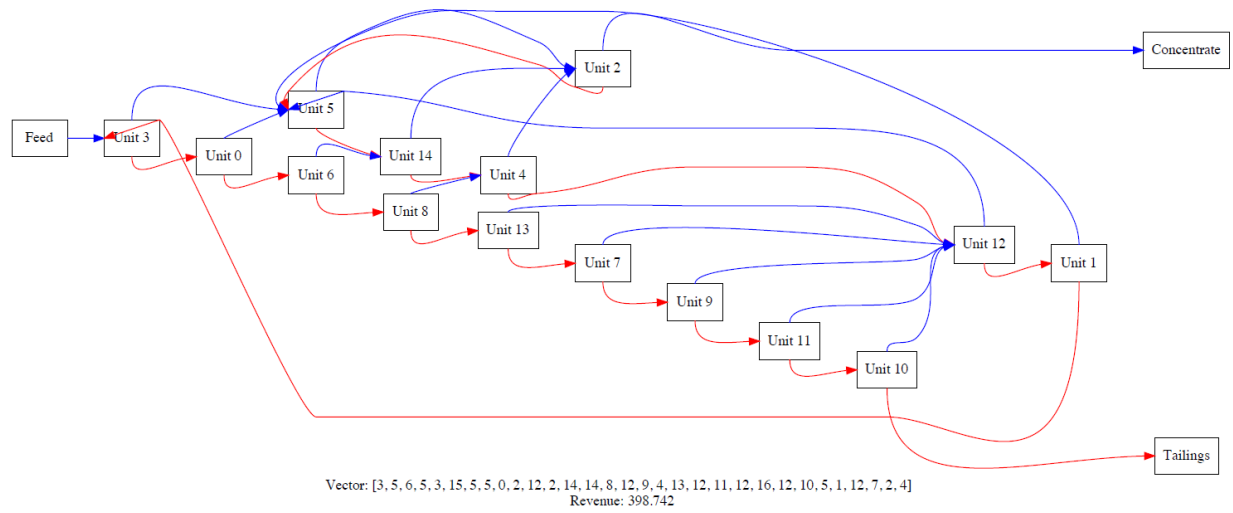 Concentrate
Unit 2
Unit 5
Feed
Unit 3
Unit 0
Unit 14
Unit 6
Unit 4
Unit 8
Unit 13
Unit 12
Unit 7
Unit 1
Unit 9
Unit 11
Unit 10
Tailings
Vector: [3, 5, 6, 5, 3, 15, 5, 5, 0, 2, 12, 2, 14, 14, 8, 12, 9, 4, 13, 12, 11, 12, 16, 12, 10, 5, 1, 12, 7, 2, 4]
Revenue: 398.742